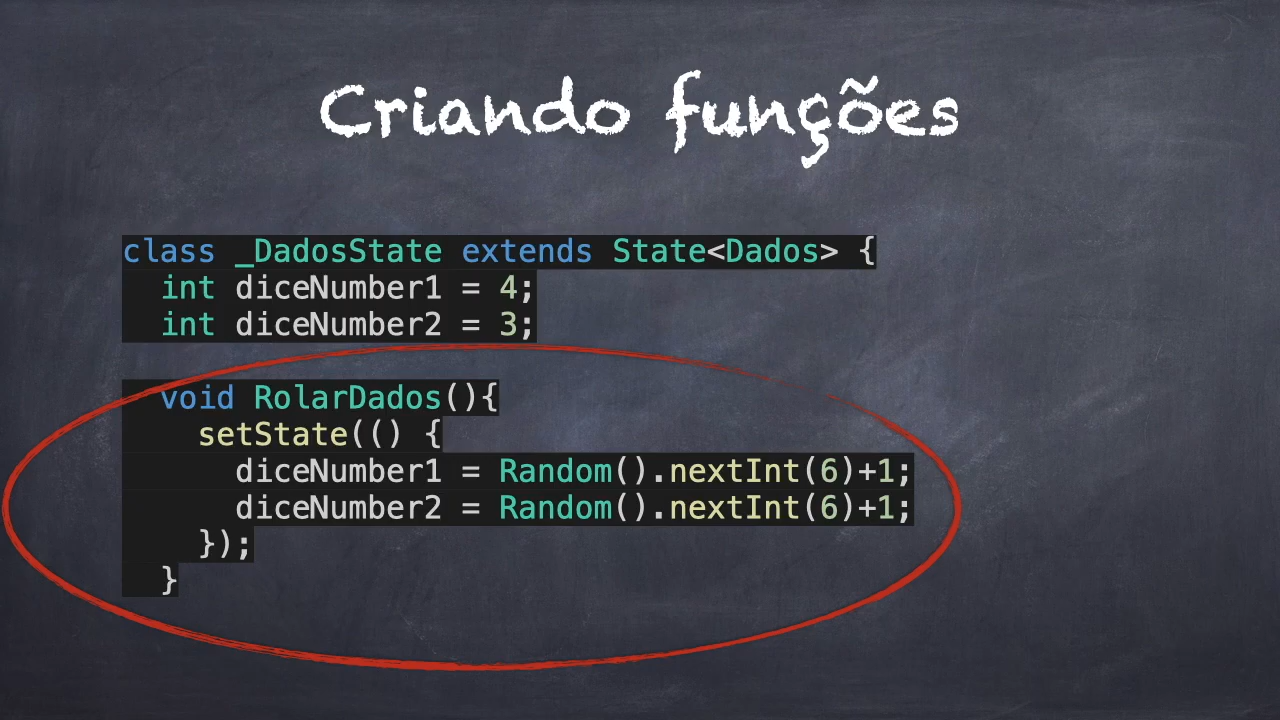 Criando funções
class _DadosState extends State<Dados> {
  int diceNumber1 = 4;
  int diceNumber2 = 3;
  void RolarDados(){
    setState(() {
      diceNumber1 = Random().nextInt(6)+1;
      diceNumber2 = Random().nextInt(6)+1;
    });
  }